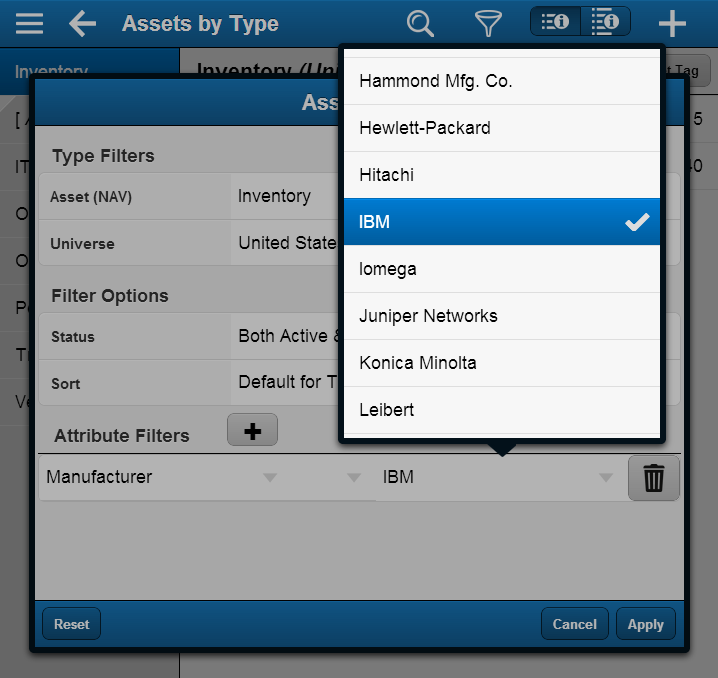 Assets by Type
Inventory
Inventory (Un
t Tag
[ A
5
IT
40
O
O
P
T
Ve
Ass
Type Filters
Asset (NAV) Inventory
Universe United State
Filter Options
Status Both Active &
Sort Default for T
Attribute Filters
Manufacturer IBM
Hammond Mfg. Co.
Hewlett-Packard
Hitachi
IBM
Iomega
Juniper Networks
Konica Minolta
Leibert
Reset Cancel Apply